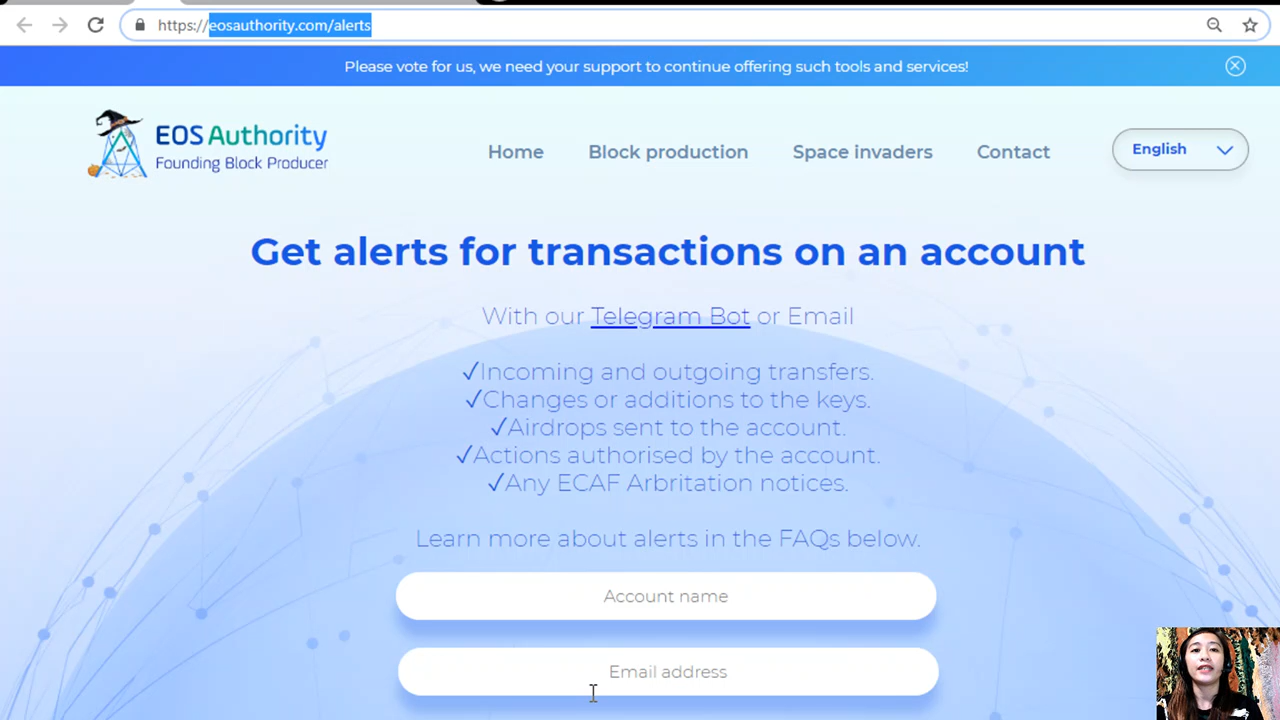 https://eosauthority.com/alerts
Please vote for us, we need your support to continue offering such tools and services!
EOS Authority
Founding Block Producer
Home
Block production
Space invaders
Contact
English
Get alerts for transactions on an account
With our Telegram Bot or Email
✓Incoming and outgoing transfers.
✓Changes or additions to the keys.
✓Airdrops sent to the account.
✓Actions authorised by the account.
✓Any ECAF Arbritation notices.
Learn more about alerts in the FAQs below.
Account name
Email address